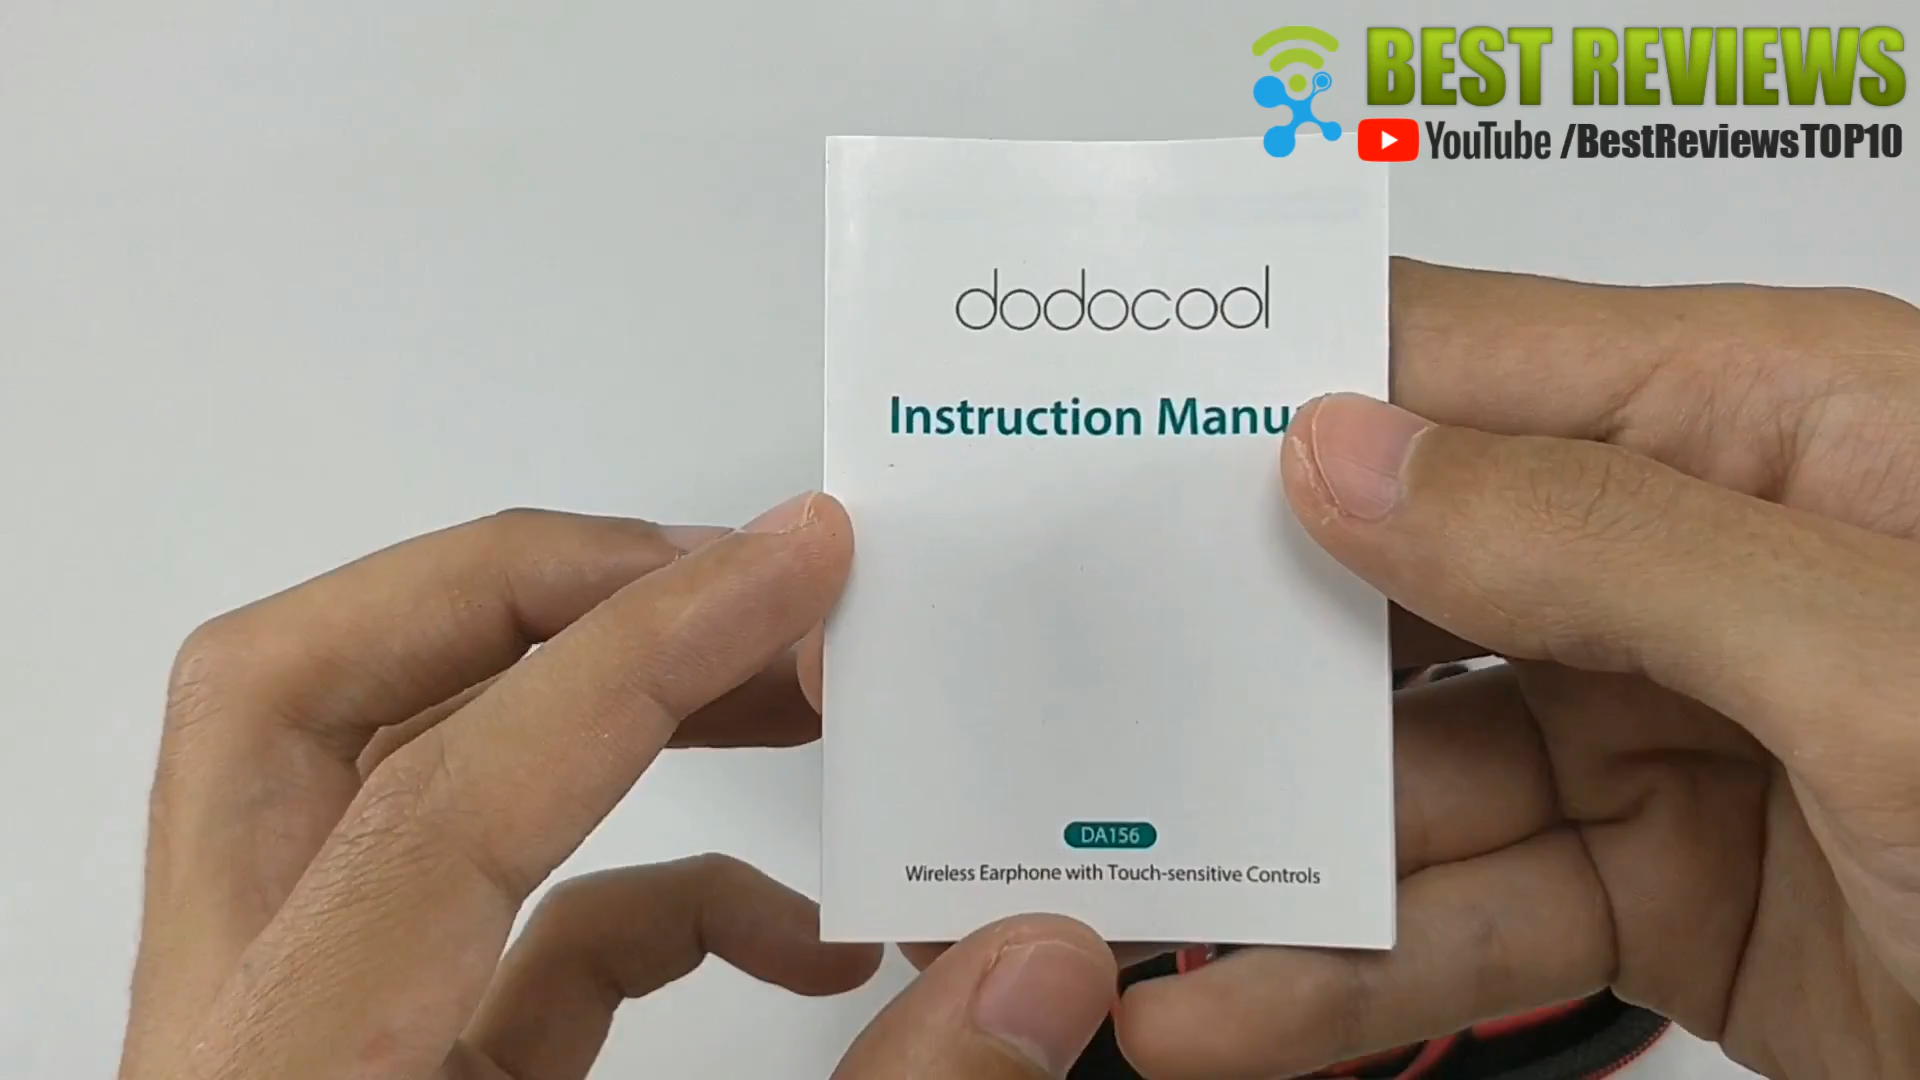 BEST REVIEWS
YouTube /BestReviewsTOP10
dodocool
Instruction Manu
DA156
Wireless Earphone with Touch-sensitive Controls